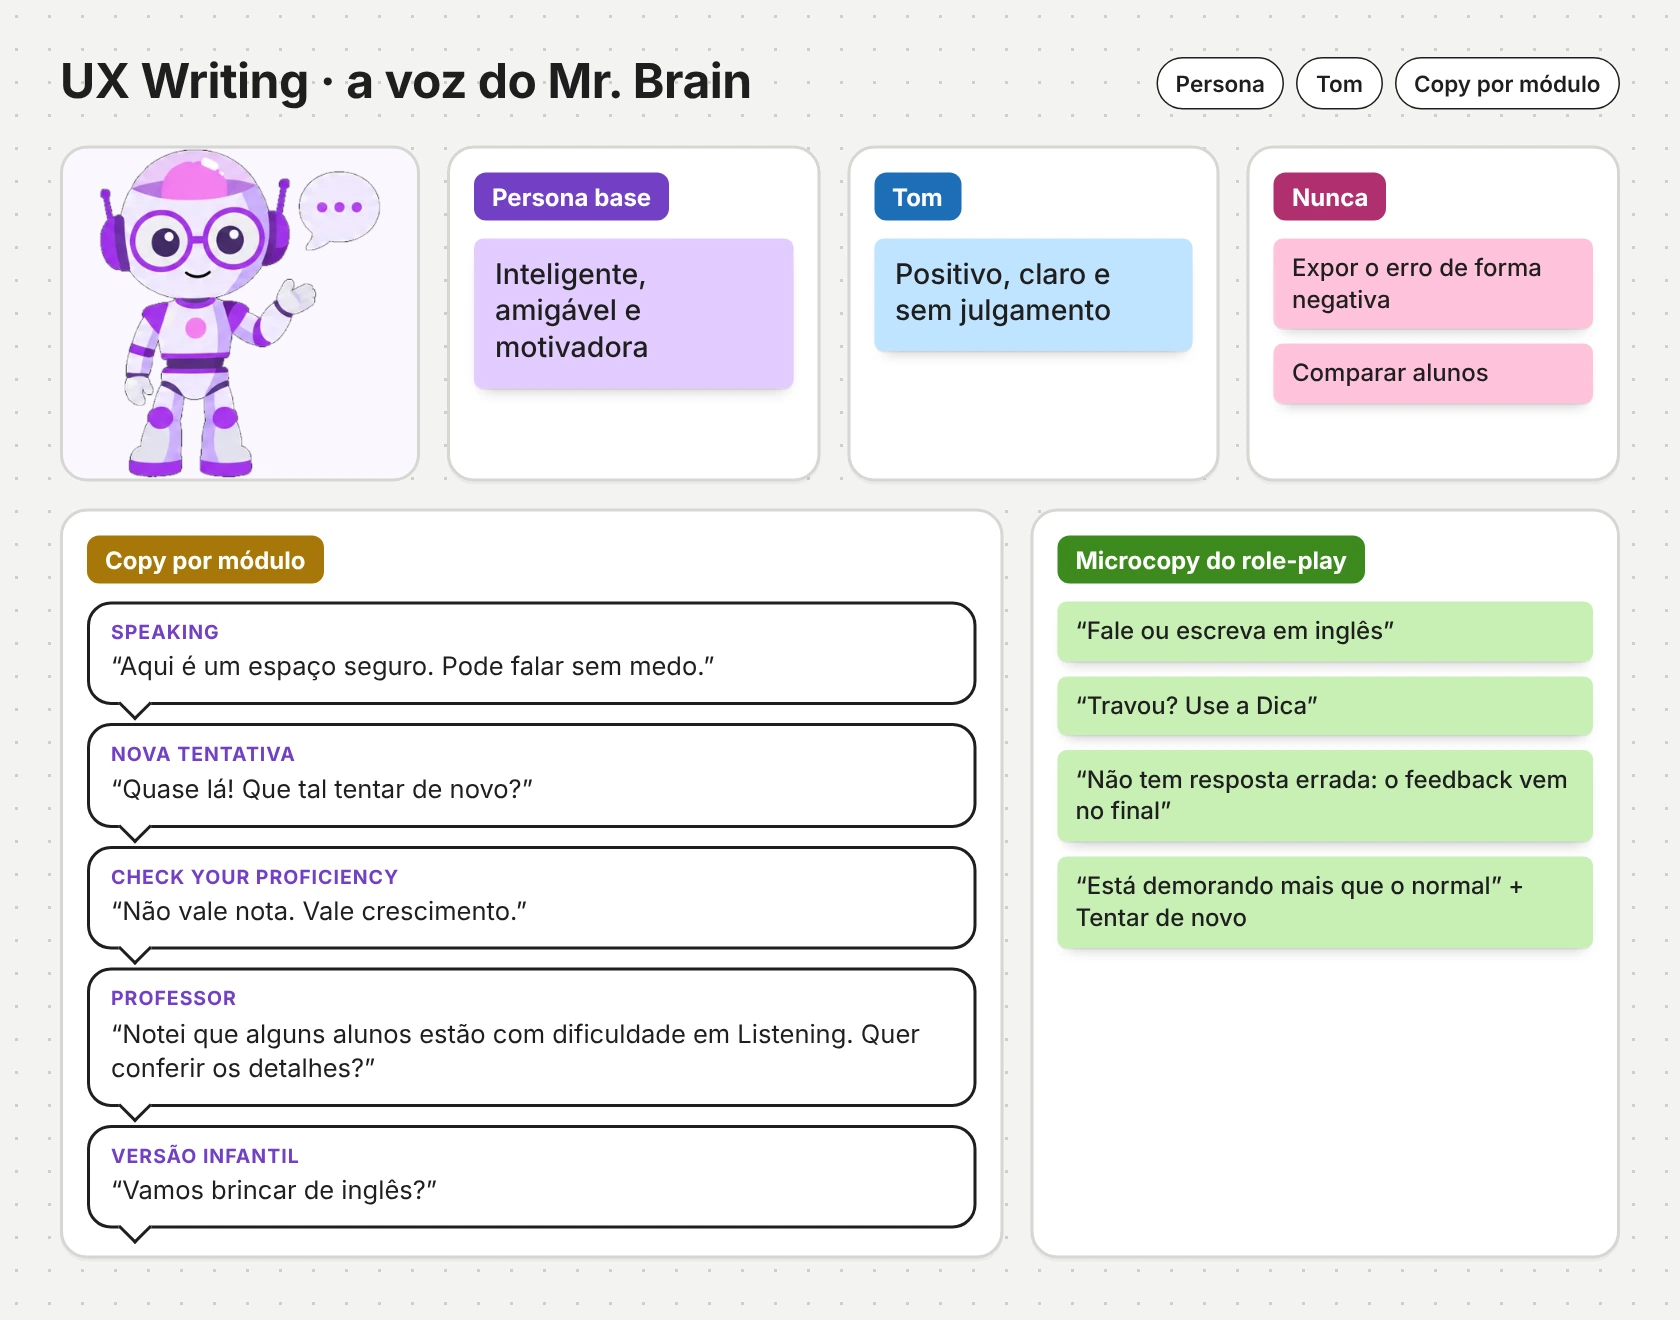 UX Writing · a voz do Mr. Brain
Persona
Tom
Copy por módulo
Persona base
Inteligente,
amigável e
motivadora
Tom
Positivo, claro e
sem julgamento
Nunca
Expor o erro de forma
negativa
Comparar alunos
Copy por módulo
SPEAKING
“Aqui é um espaço seguro. Pode falar sem medo.”
NOVA TENTATIVA
“Quase lá! Que tal tentar de novo?”
CHECK YOUR PROFICIENCY
“Não vale nota. Vale crescimento.”
PROFESSOR
“Notei que alguns alunos estão com dificuldade em Listening. Quer
conferir os detalhes?”
VERSÃO INFANTIL
“Vamos brincar de inglês?”
Microcopy do role-play
“Fale ou escreva em inglês”
“Travou? Use a Dica”
“Não tem resposta errada: o feedback vem
no final”
“Está demorando mais que o normal” +
Tentar de novo